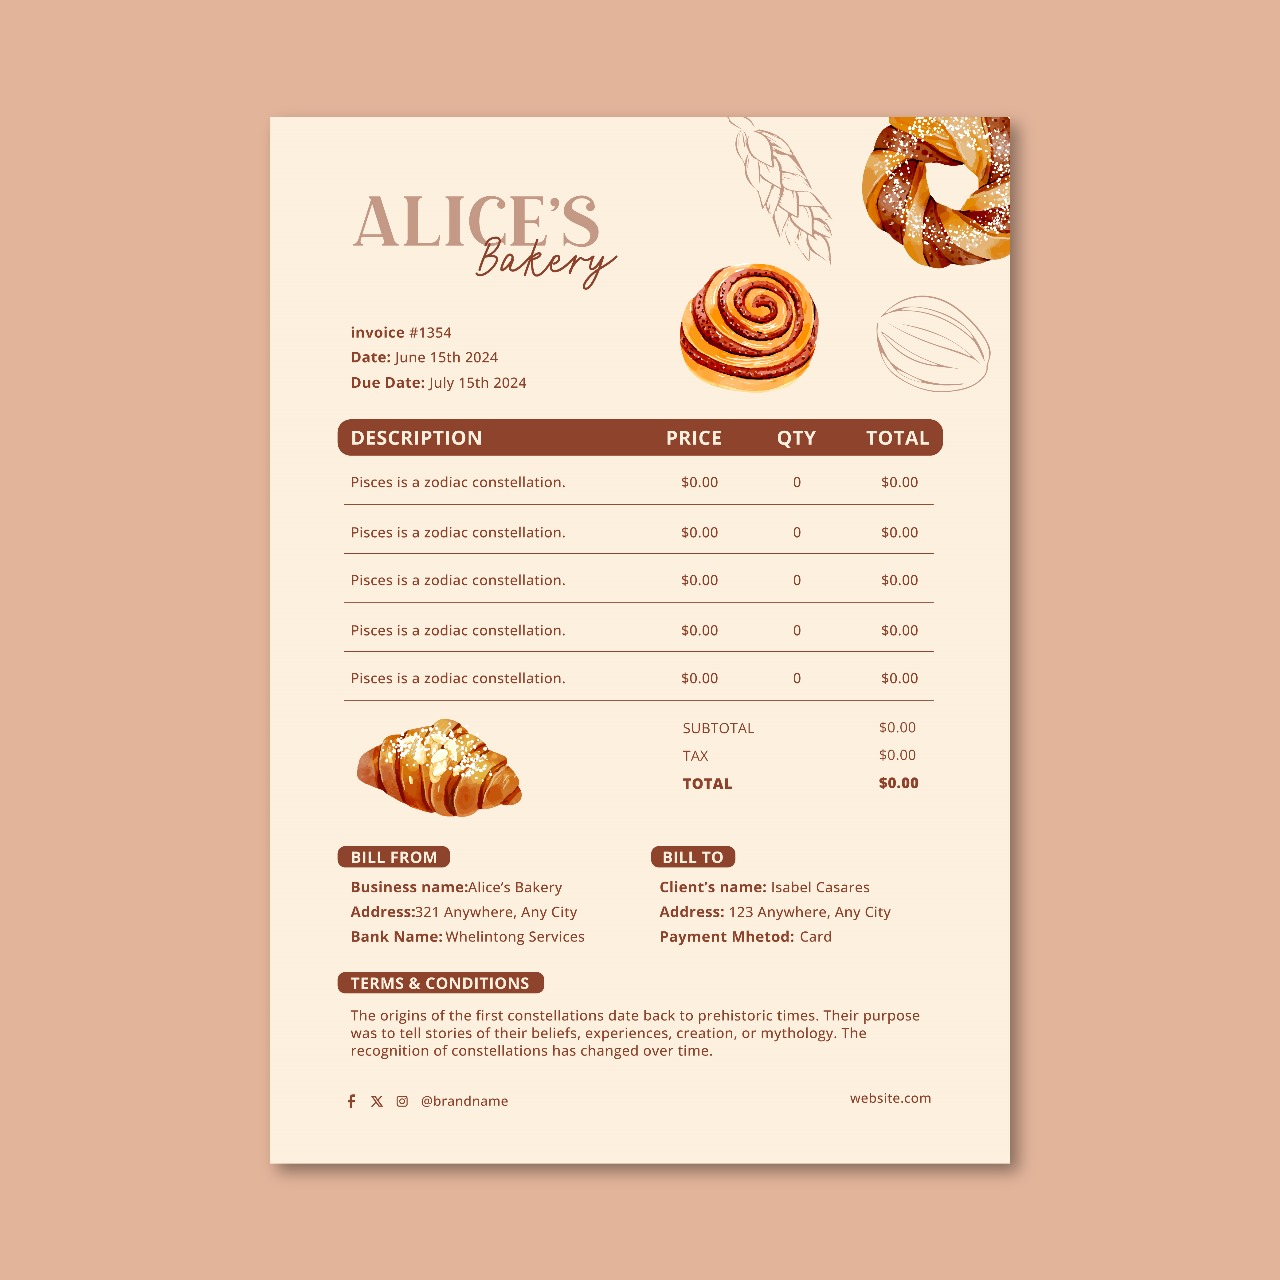 ALICE'S
Bakery
invoice #1354
Date: June 15th 2024
Due Date: July 15th 2024
DESCRIPTION PRICE QTY TOTAL
Pisces is a zodiac constellation. $0.00 0 $0.00
Pisces is a zodiac constellation. $0.00 0 $0.00
Pisces is a zodiac constellation. $0.00 0 $0.00
Pisces is a zodiac constellation. $0.00 0 $0.00
Pisces is a zodiac constellation. $0.00 0 $0.00
SUBTOTAL $0.00
TAX $0.00
TOTAL $0.00
BILL FROM
Business name:Alice's Bakery
Address:321 Anywhere, Any City
Bank Name: Whelintong Services
BILL TO
Client's name: Isabel Casares
Address: 123 Anywhere, Any City
Payment Mhetod: Card
TERMS & CONDITIONS
The origins of the first constellations date back to prehistoric times. Their purpose
was to tell stories of their beliefs, experiences, creation, or mythology. The
recognition of constellations has changed over time.
@brandname
website.com